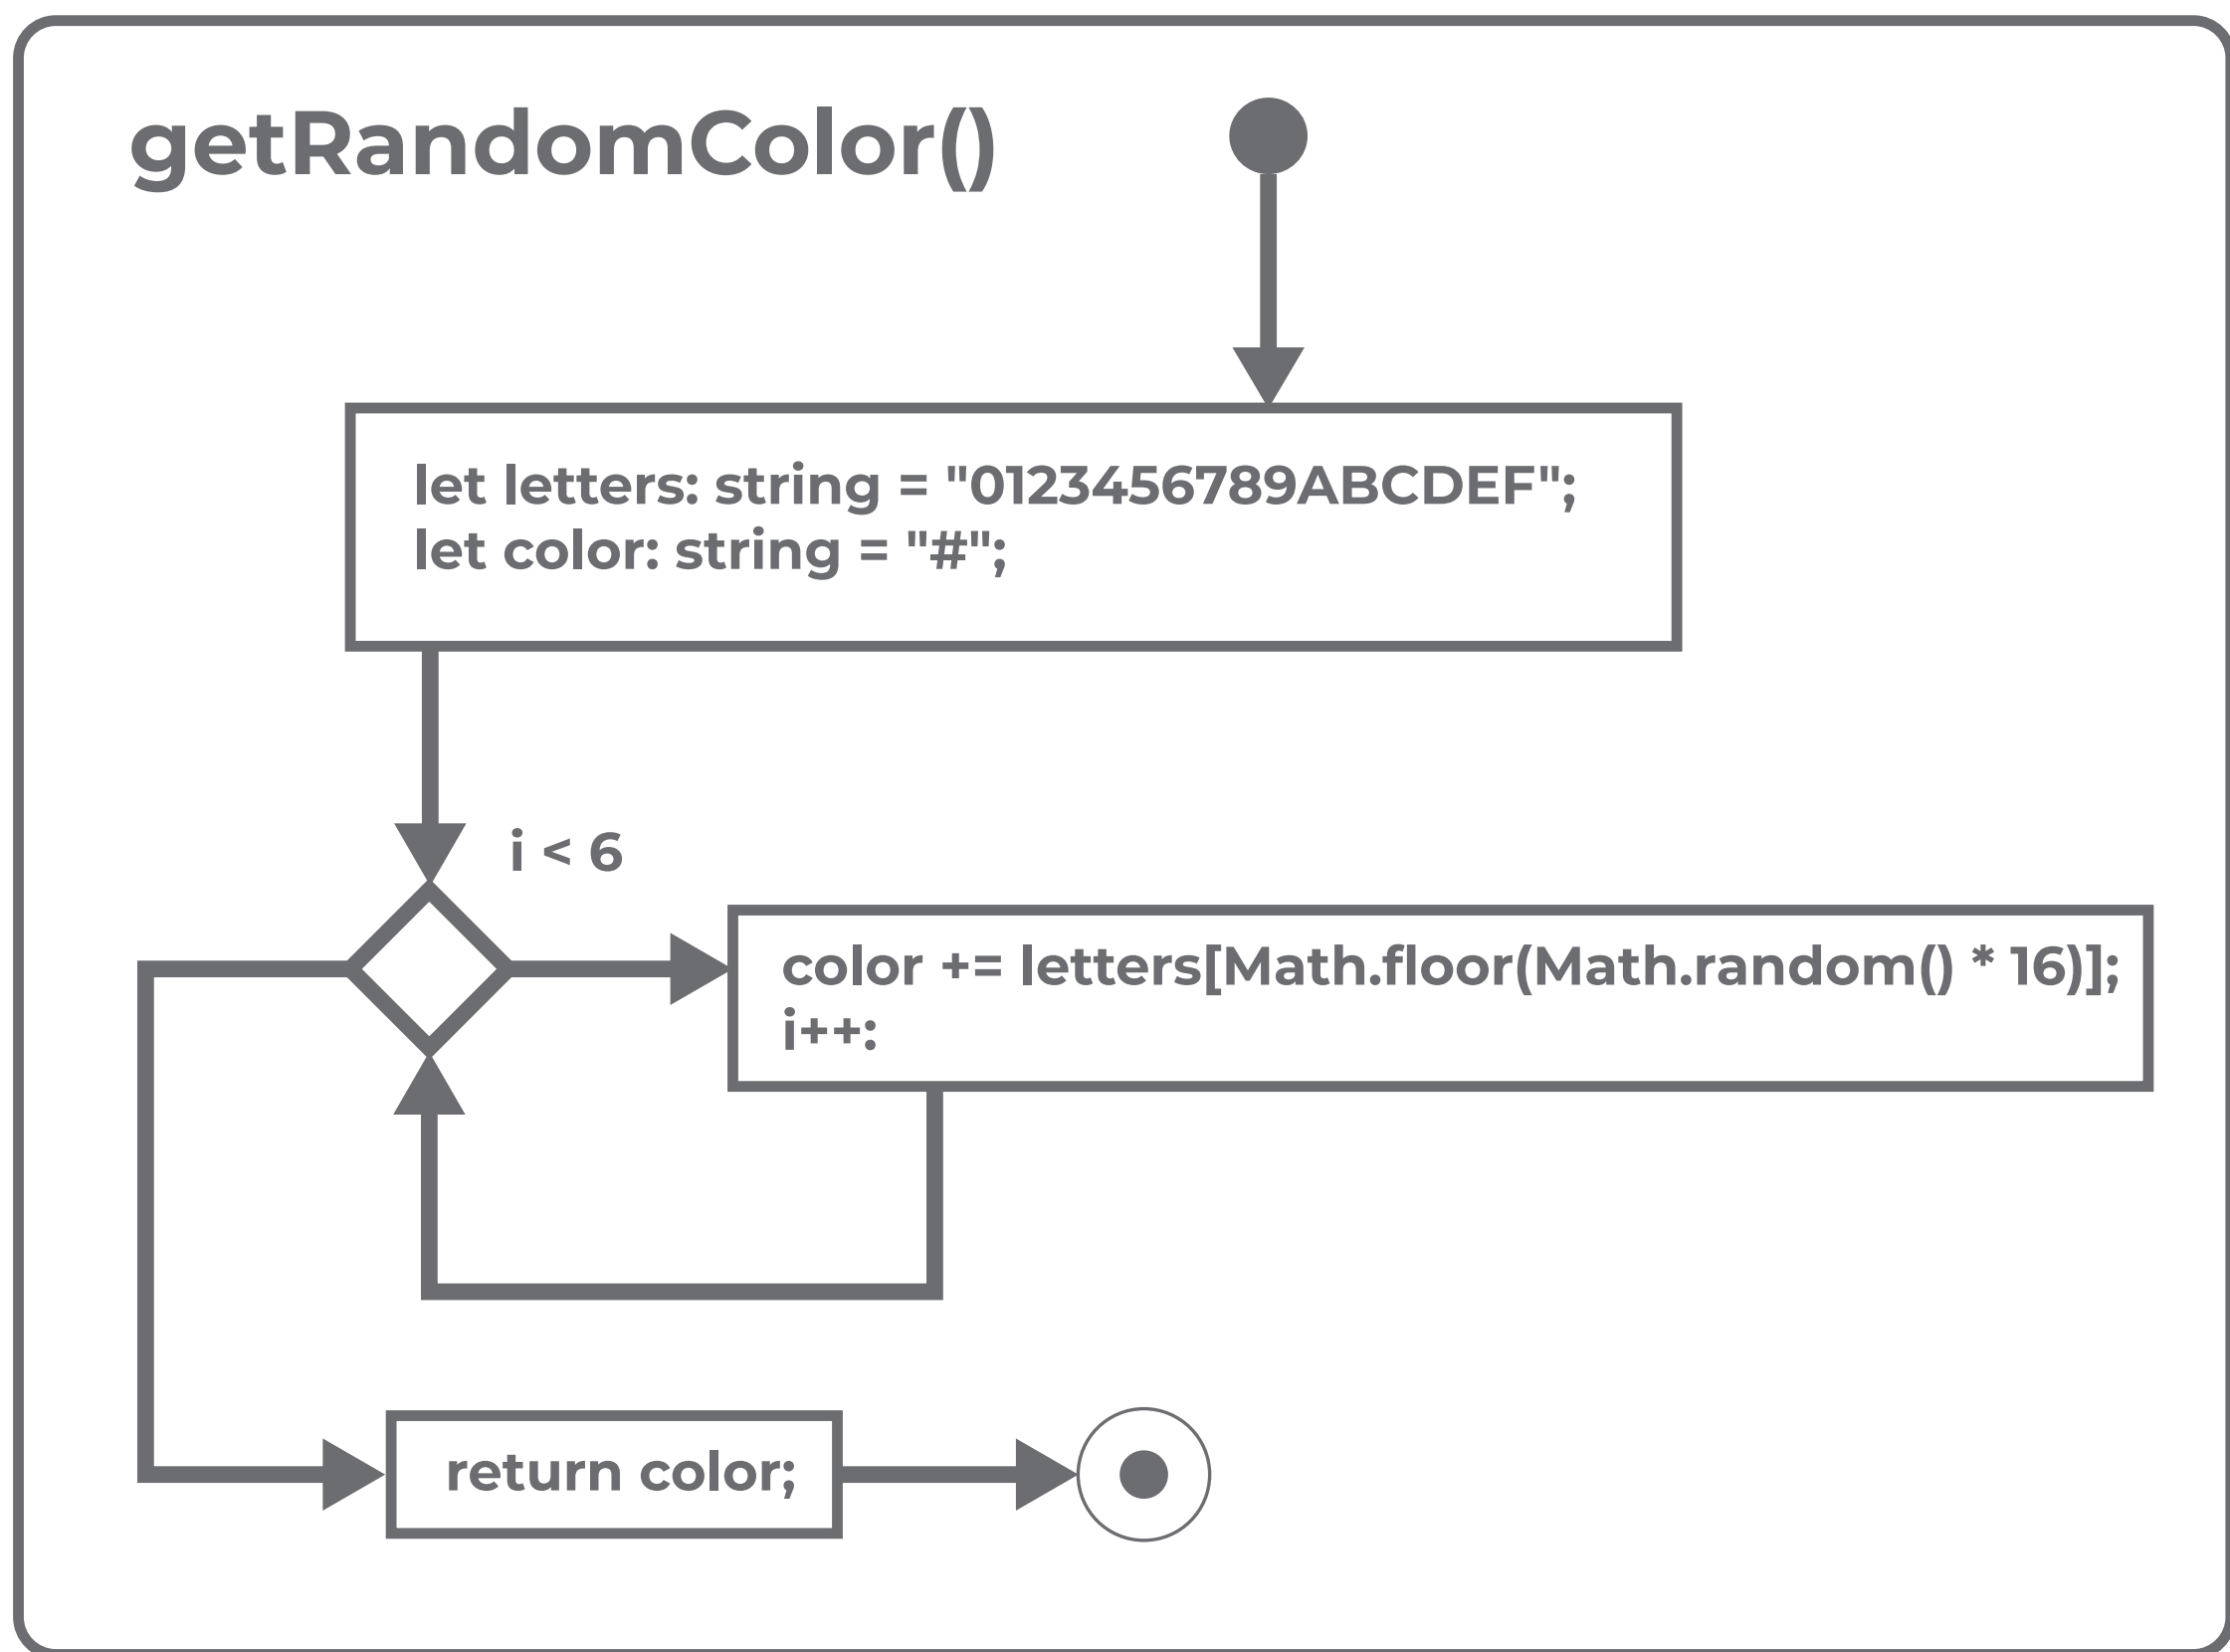 getRandomColor()
let letters: string = "0123456789ABCDEF";
let color: string = "#";
i < 6
color += letters[Math.floor(Math.random() * 16)];
i++:
return color;